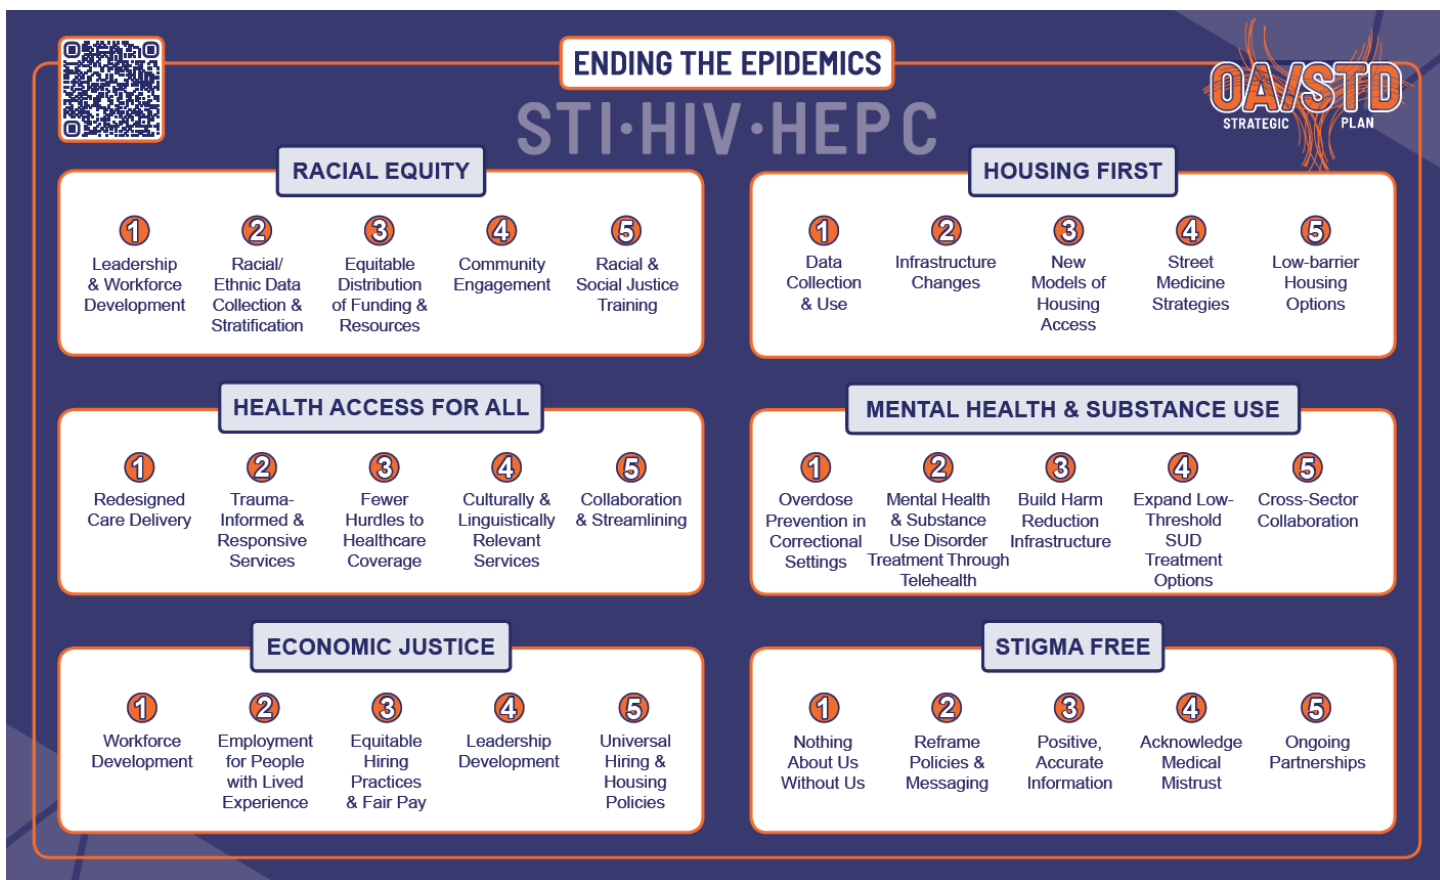 ENDING THE EPIDEMICS
STI·HIV·HEP C
OA/STD
STRATEGIC PLAN
RACIAL EQUITY
1
Leadership
& Workforce
Development
2
Racial/
Ethnic Data
Collection &
Stratification
3
Equitable
Distribution
of Funding &
Resources
4
Community
Engagement
5
Racial &
Social Justice
Training
HOUSING FIRST
1
Data
Collection
& Use
2
Infrastructure
Changes
3
New
Models of
Housing
Access
4
Street
Medicine
Strategies
5
Low-barrier
Housing
Options
HEALTH ACCESS FOR ALL
1
Redesigned
Care Delivery
2
Trauma-
Informed &
Responsive
Services
3
Fewer
Hurdles to
Healthcare
Coverage
4
Culturally &
Linguistically
Relevant
Services
5
Collaboration
& Streamlining
MENTAL HEALTH & SUBSTANCE USE
1
Overdose
Prevention in
Correctional
Settings
2
Mental Health
& Substance
Use Disorder
Treatment Through
Telehealth
3
Build Harm
Reduction
Infrastructure
4
Expand Low-
Threshold
SUD
Treatment
Options
5
Cross-Sector
Collaboration
ECONOMIC JUSTICE
1
Workforce
Development
2
Employment
for People
with Lived
Experience
3
Equitable
Hiring
Practices
& Fair Pay
4
Leadership
Development
5
Universal
Hiring &
Housing
Policies
STIGMA FREE
1
Nothing
About Us
Without Us
2
Reframe
Policies &
Messaging
3
Positive,
Accurate
Information
4
Acknowledge
Medical
Mistrust
5
Ongoing
Partnerships